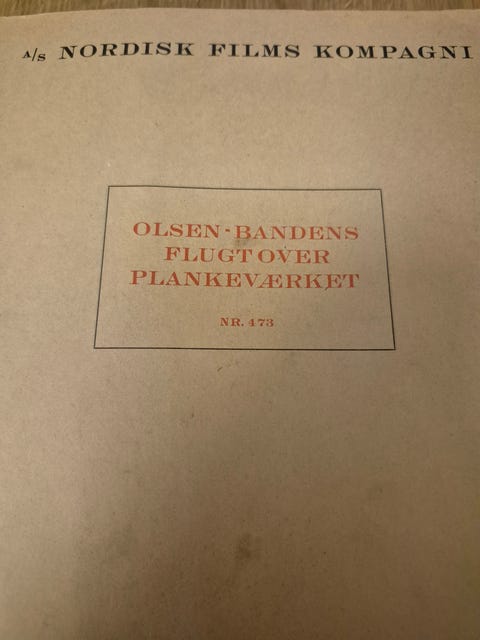 A/S NORDISK FILMS KOMPAGNI
OLSEN-BANDENS
FLUGT OVER
PLANKEVÆRKET
NR. 473